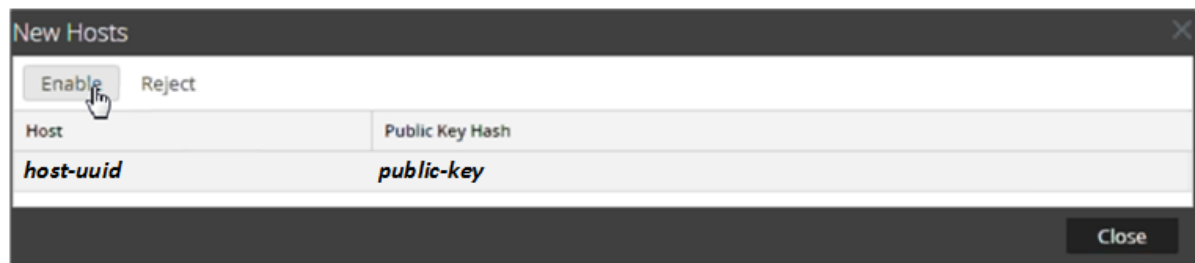 New Hosts
Enable Reject
Host Public Key Hash
host-uuid public-key
Close